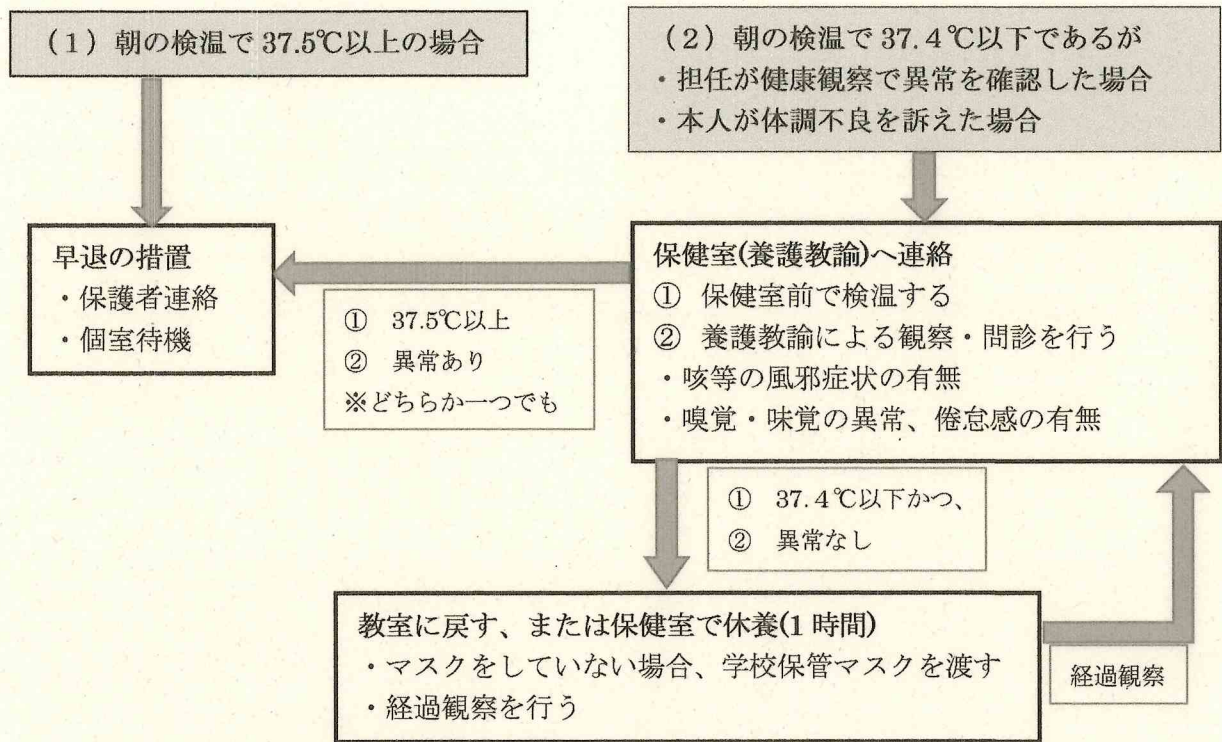 （1）朝の検温で 37.5℃以上の場合
（2）朝の検温で 37.4℃以下であるが
・担任が健康観察で異常を確認した場合
・本人が体調不良を訴えた場合
早退の措置
・保護者連絡
・個室待機
① 37.5℃以上
② 異常あり
※どちらか一つでも
保健室(養護教諭)へ連絡
① 保健室前で検温する
② 養護教諭による観察・問診を行う
・咳等の風邪症状の有無
・嗅覚・味覚の異常、倦怠感の有無
① 37.4℃以下かつ、
② 異常なし
教室に戻す、または保健室で休養(1 時間)
・マスクをしていない場合、学校保管マスクを渡す
・経過観察を行う
経過観察